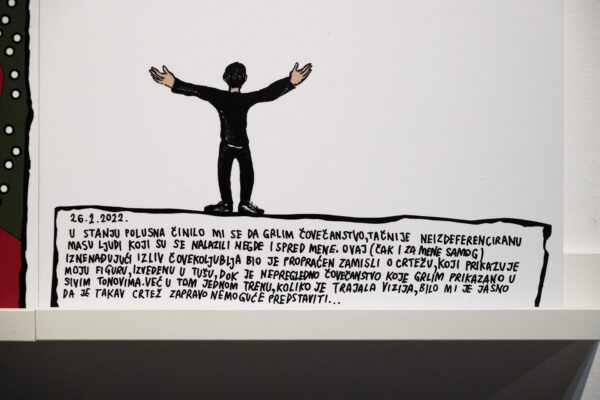 26.2.2022.
U STANJU POLUSNA ČINILO MI SE DA GRLIM ČOVEČANSTVO, TAČNIJE NEIZDEFERENCIRANU
MASU LJUDI KOJI SU SE NALAZILI NEGDE ISPRED MENE. OVAJ (ČAK I ZA MENE SAMOG)
IZNENAĐUJUĆI IZLIV ČOVEKOLJUBLJA BIO JE PROPRAĆEN ZAMISLI O CRTEŽU, KOJI PRIKAZUJE
MOJU FIGURU, IZVEDENU U TUŠU, DOK JE NEPREGLEDNO ČOVEČANSTVO KOJE GRLIM PRIKAZANO U
SIVIM TONOVIMA. VEĆ U TOM JEDNOM TRENU, KOLIKO JE TRAJALA VIZIJA, BILO MI JE JASNO
DA JE TAKAV CRTEŽ ZAPRAVO NEMOGUĆE PREDSTAVITI...